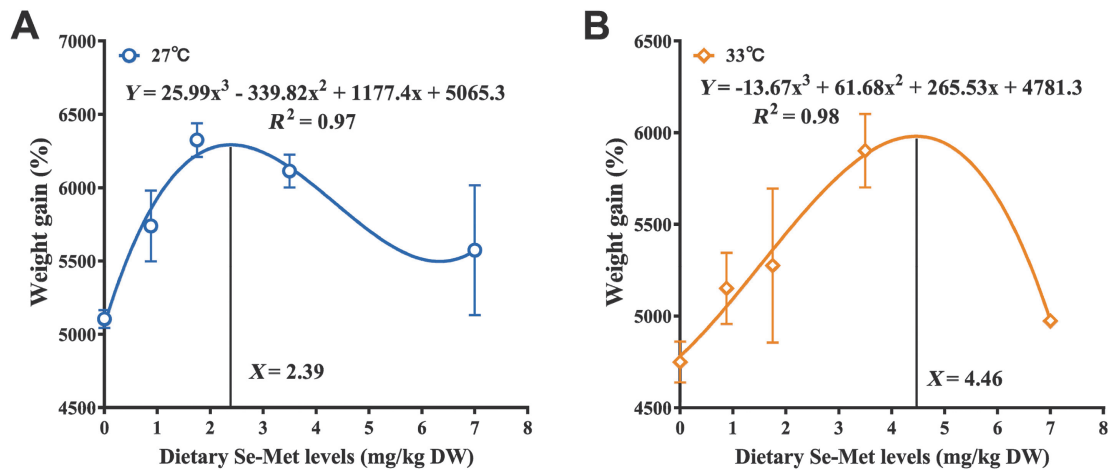 A
27℃
Y = 25.99x³ - 339.82x² + 1177.4x + 5065.3
R² = 0.97
Weight gain (%)
7000
6500
6000
5500
5000
4500
X = 2.39
0 1 2 3 4 5 6 7 8
Dietary Se-Met levels (mg/kg DW)
B
33℃
Y = -13.67x³ + 61.68x² + 265.53x + 4781.3
R² = 0.98
Weight gain (%)
6500
6000
5500
5000
4500
X = 4.46
0 1 2 3 4 5 6 7 8
Dietary Se-Met levels (mg/kg DW)